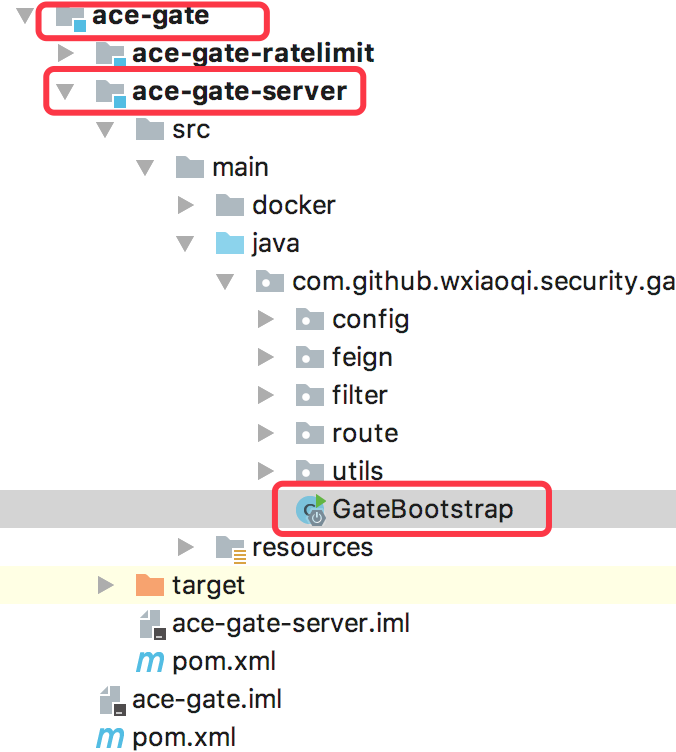 ace-gate
ace-gate-ratelimit
ace-gate-server
src
main
docker
java
com.github.wxiaoqi.security.ga
config
feign
filter
route
utils
GateBootstrap
resources
target
ace-gate-server.iml
pom.xml
ace-gate.iml
pom.xml